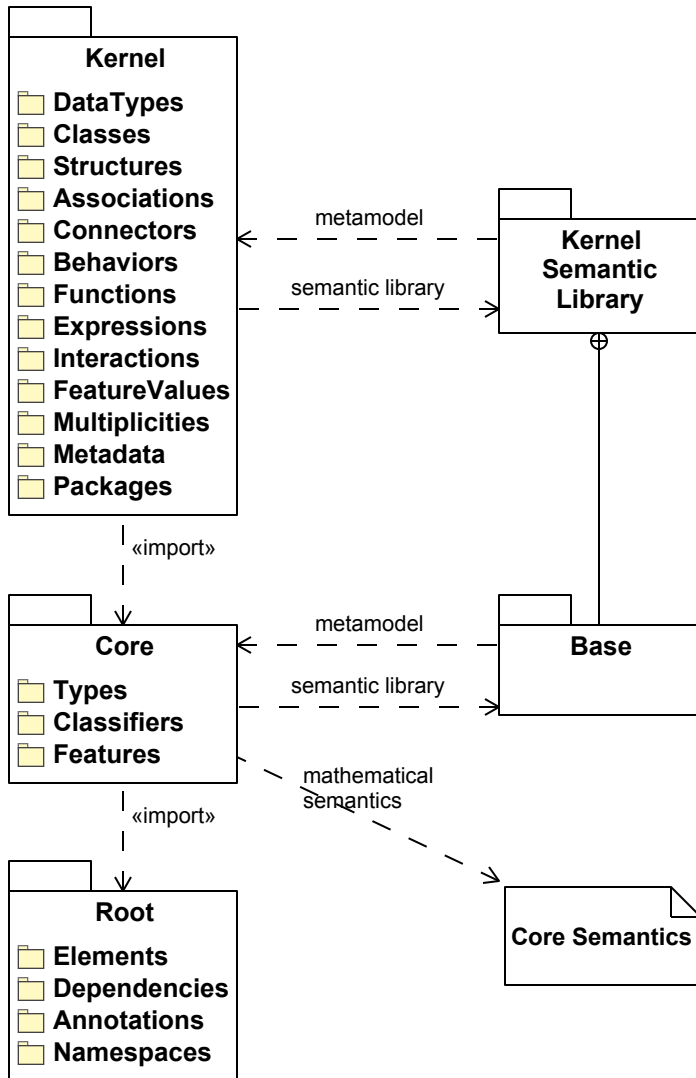 Kernel
DataTypes
Classes
Structures
Associations
Connectors
Behaviors
Functions
Expressions
Interactions
FeatureValues
Multiplicities
Metadata
Packages
metamodel
semantic library
Kernel
Semantic
Library
«import»
Core
Types
Classifiers
Features
metamodel
semantic library
Base
mathematical
semantics
«import»
Root
Elements
Dependencies
Annotations
Namespaces
Core Semantics